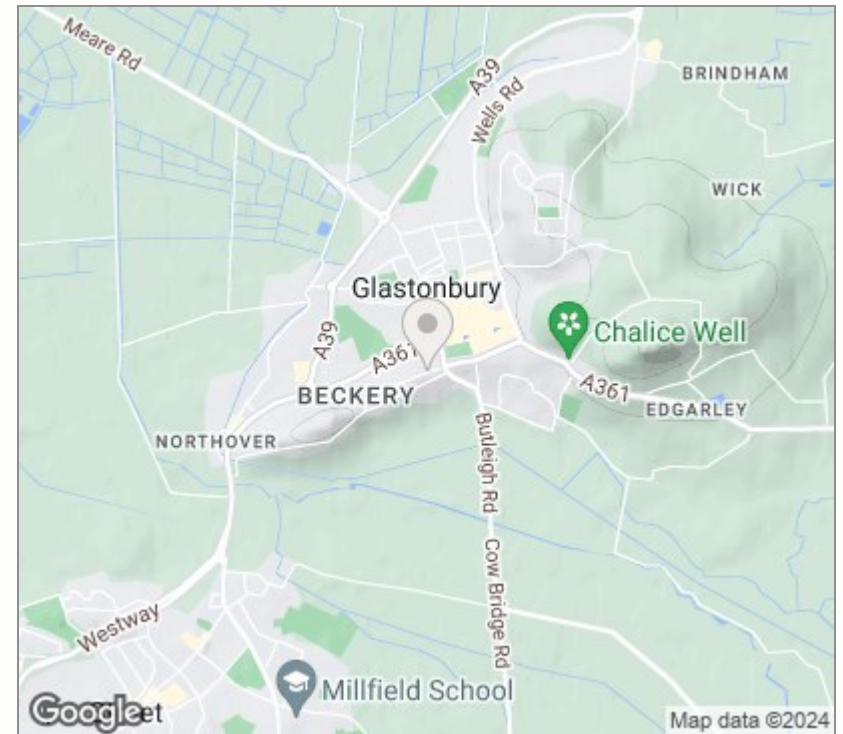 Meare Rd
A39
Wells Rd
BRINDHAM
WICK
Glastonbury
Chalice Well
A39
A361
BECKERY
A361
EDGARLEY
NORTHOVER
Butleigh Rd
Cow Bridge Rd
Westway
Millfield School
Google
Map data ©2024